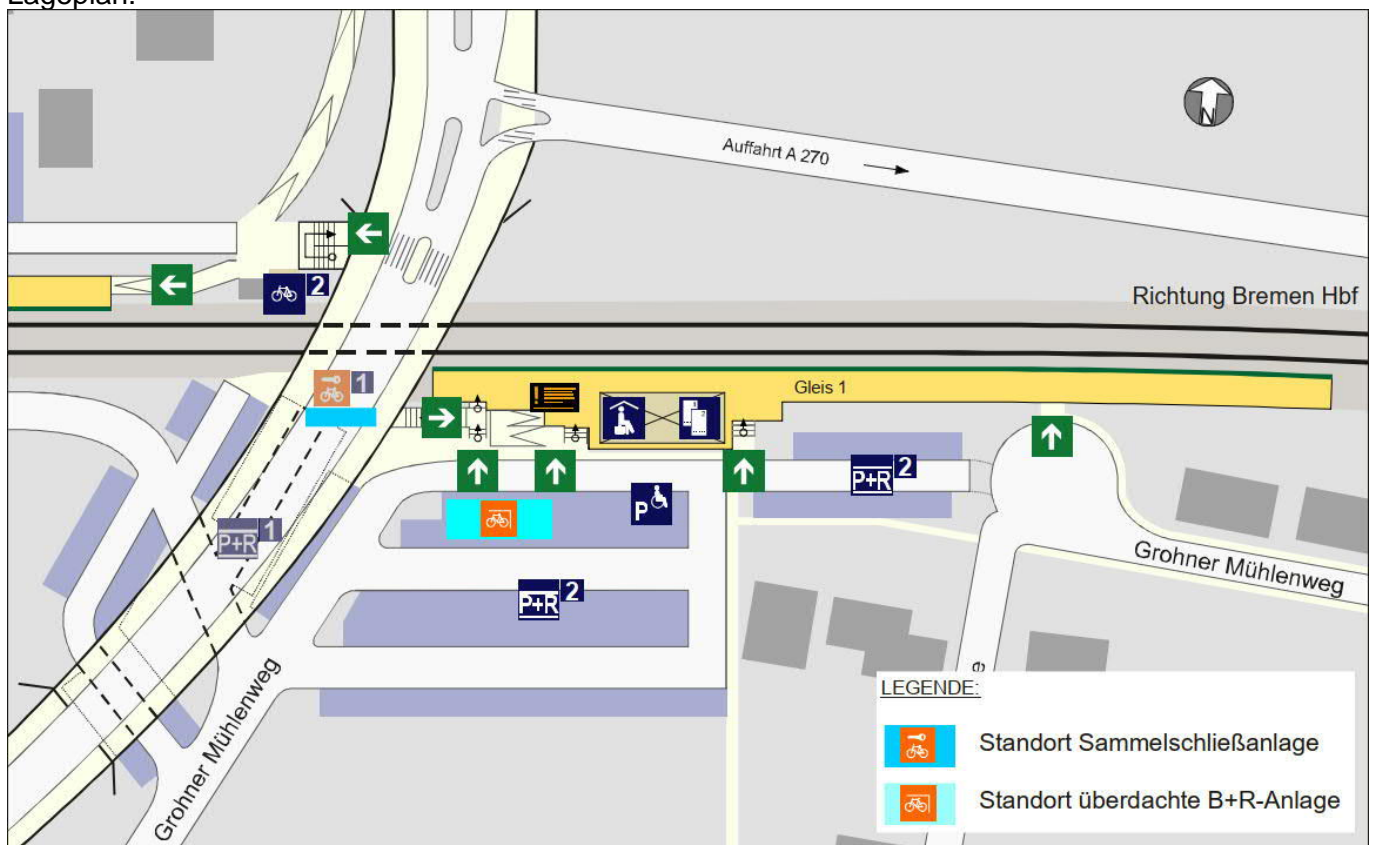 Lageplan:
N
Auffahrt A 270
2
Richtung Bremen Hbf
1
Gleis 1
P+R 2
P
P+R 1
Grohner Mühlenweg
P+R 2
LEGENDE:
Standort Sammelschließanlage
Grohner Mühlenweg
Standort überdachte B+R-Anlage